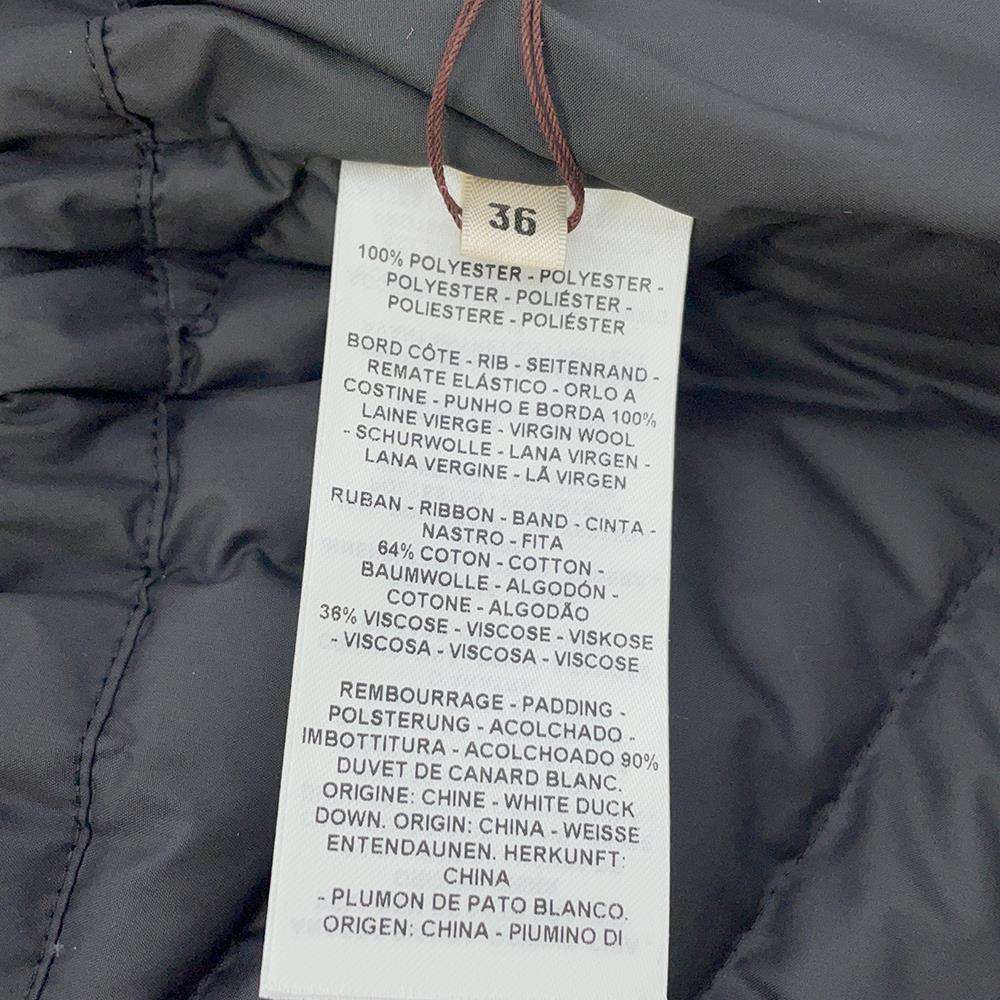 36
100% POLYESTER - POLYESTER -
POLYESTER - POLIÉSTER -
POLIESTERE - POLIÉSTER
BORD CÔTE - RIB - SEITENRAND -
REMATE ELÁSTICO - ORLO A
COSTINE - PUNHO E BORDA 100%
LAINE VIERGE - VIRGIN WOOL
- SCHURWOLLE - LANA VIRGEN -
LANA VERGINE - LÃ VIRGEN
RUBAN - RIBBON - BAND - CINTA -
NASTRO - FITA
64% COTON - COTTON -
BAUMWOLLE - ALGODÓN -
COTONE - ALGODÃO
36% VISCOSE - VISCOSE - VISKOSE
- VISCOSA - VISCOSA - VISCOSE
REMBOURRAGE - PADDING -
POLSTERUNG - ACOLCHADO -
IMBOTTITURA - ACOLCHOADO 90%
DUVET DE CANARD BLANC.
ORIGINE: CHINE - WHITE DUCK
DOWN. ORIGIN: CHINA - WEISSE
ENTENDAUNEN. HERKUNFT:
CHINA
- PLUMON DE PATO BLANCO.
ORIGEN: CHINA - PIUMINO DI